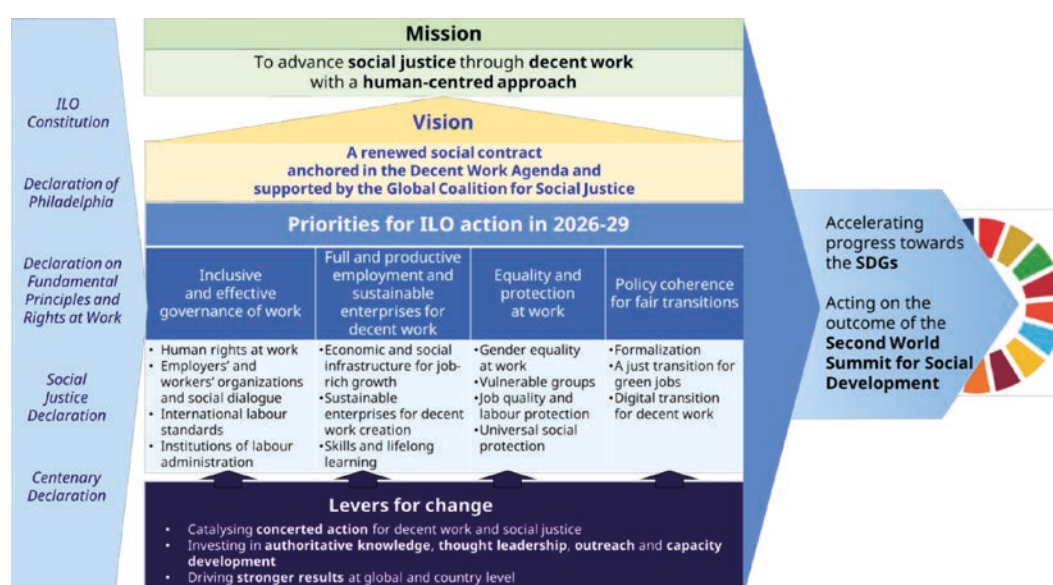 ILO
Constitution
Declaration of
Philadelphia
Declaration on
Fundamental
Principles and
Rights at Work
Social
Justice
Declaration
Centenary
Declaration
Mission
To advance social justice through decent work
with a human-centred approach
Vision
A renewed social contract
anchored in the Decent Work Agenda and
supported by the Global Coalition for Social Justice
Priorities for ILO action in 2026-29
Inclusive
and effective
governance of work
• Human rights at work
• Employers’ and
workers’ organizations
and social dialogue
• International labour
standards
• Institutions of labour
administration
Full and productive
employment and
sustainable
enterprises for
decent work
•Economic and social
infrastructure for job-
rich growth
•Sustainable
enterprises for decent
work creation
•Skills and lifelong
learning
Equality and
protection
at work
•Gender equality
at work
•Vulnerable groups
•Job quality and
labour protection
•Universal social
protection
Policy coherence
for fair transitions
•Formalization
•A just transition for
green jobs
•Digital transition
for decent work
Levers for change
• Catalysing concerted action for decent work and social justice
• Investing in authoritative knowledge, thought leadership, outreach and capacity
development
• Driving stronger results at global and country level
Accelerating
progress towards
the SDGs
Acting on the
outcome of the
Second World
Summit for Social
Development